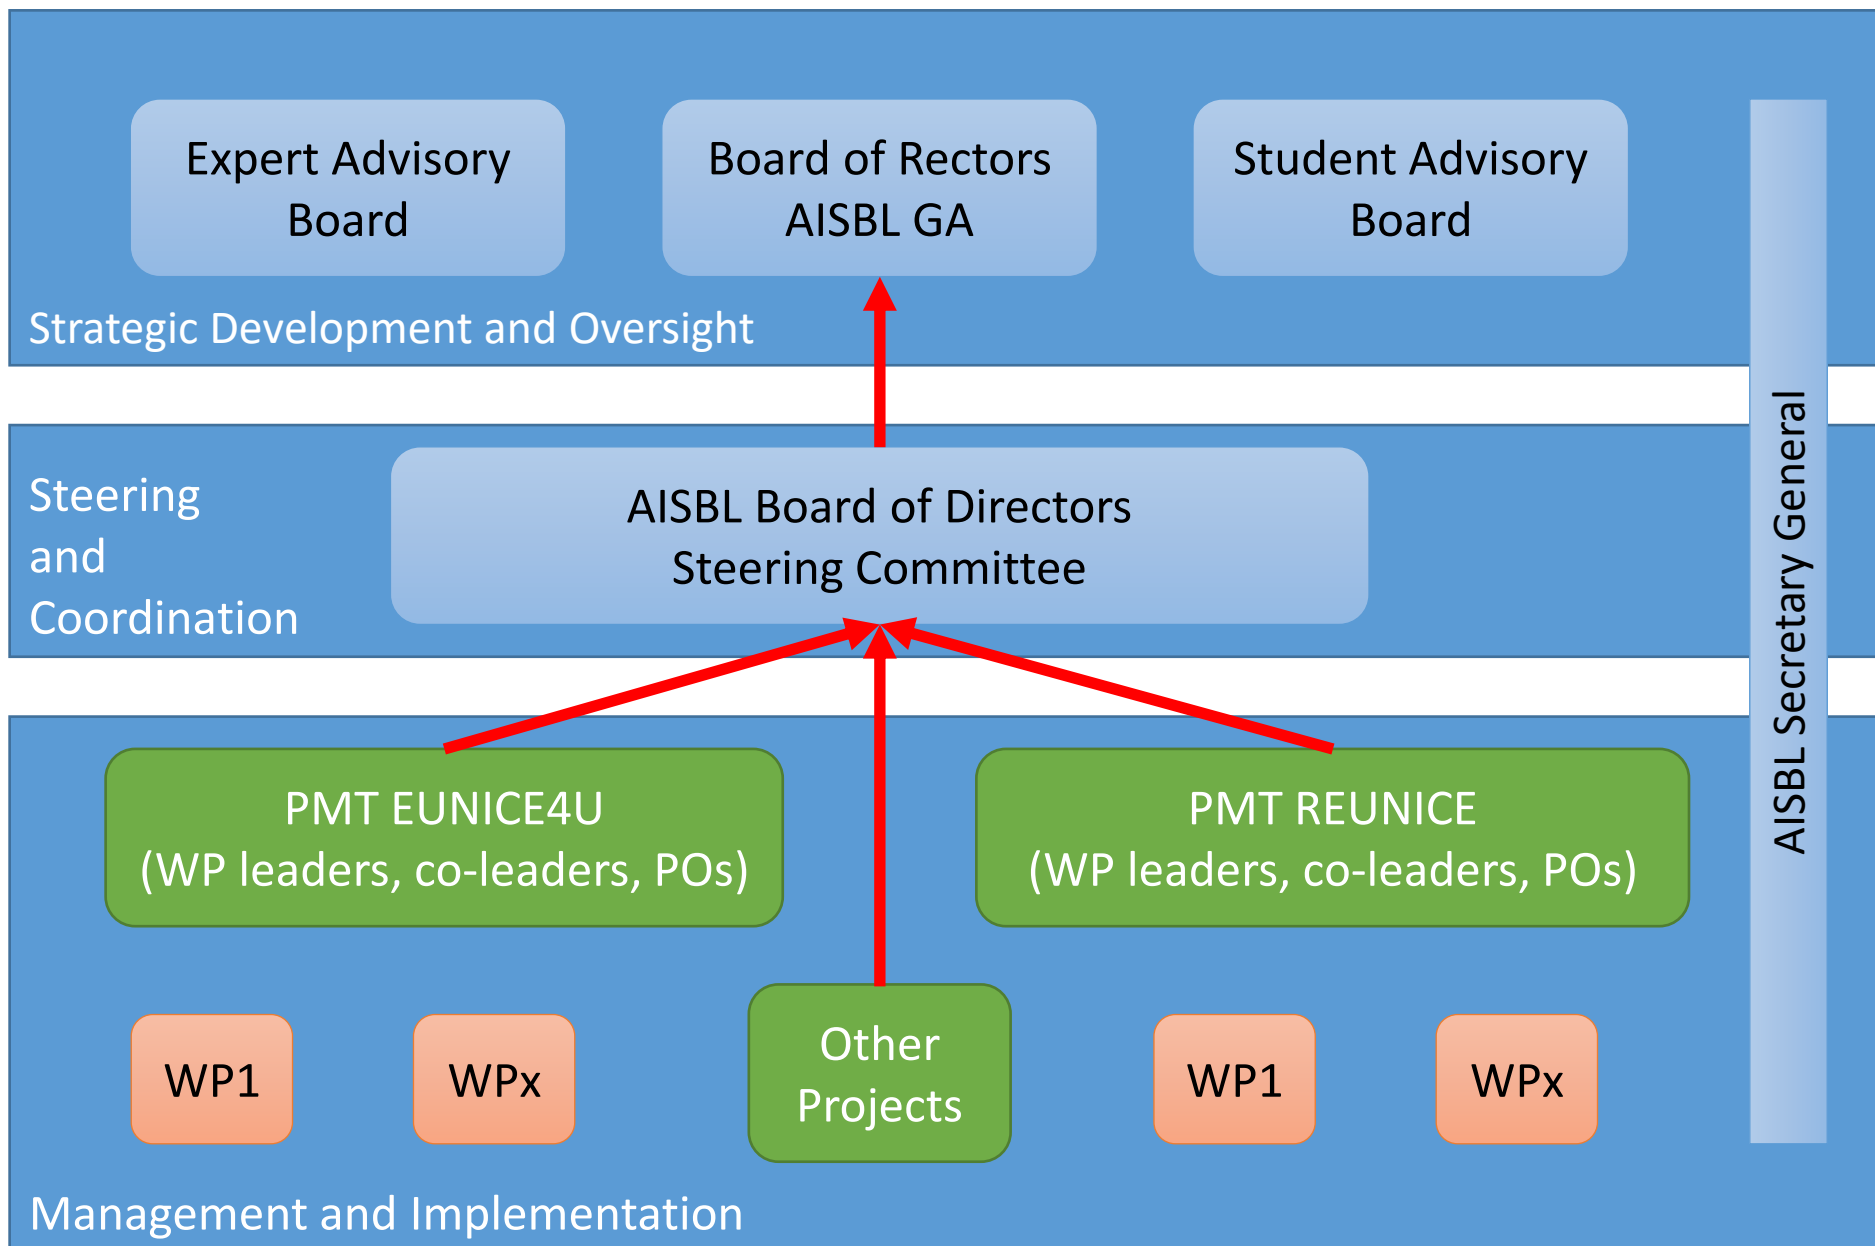 Expert Advisory
Board
Board of Rectors
AISBL GA
Student Advisory
Board
Strategic Development and Oversight
Steering
and
Coordination
AISBL Board of Directors
Steering Committee
AISBL Secretary General
PMT EUNICE4U
(WP leaders, co-leaders, POs)
PMT REUNICE
(WP leaders, co-leaders, POs)
WP1
WPx
Other
Projects
WP1
WPx
Management and Implementation